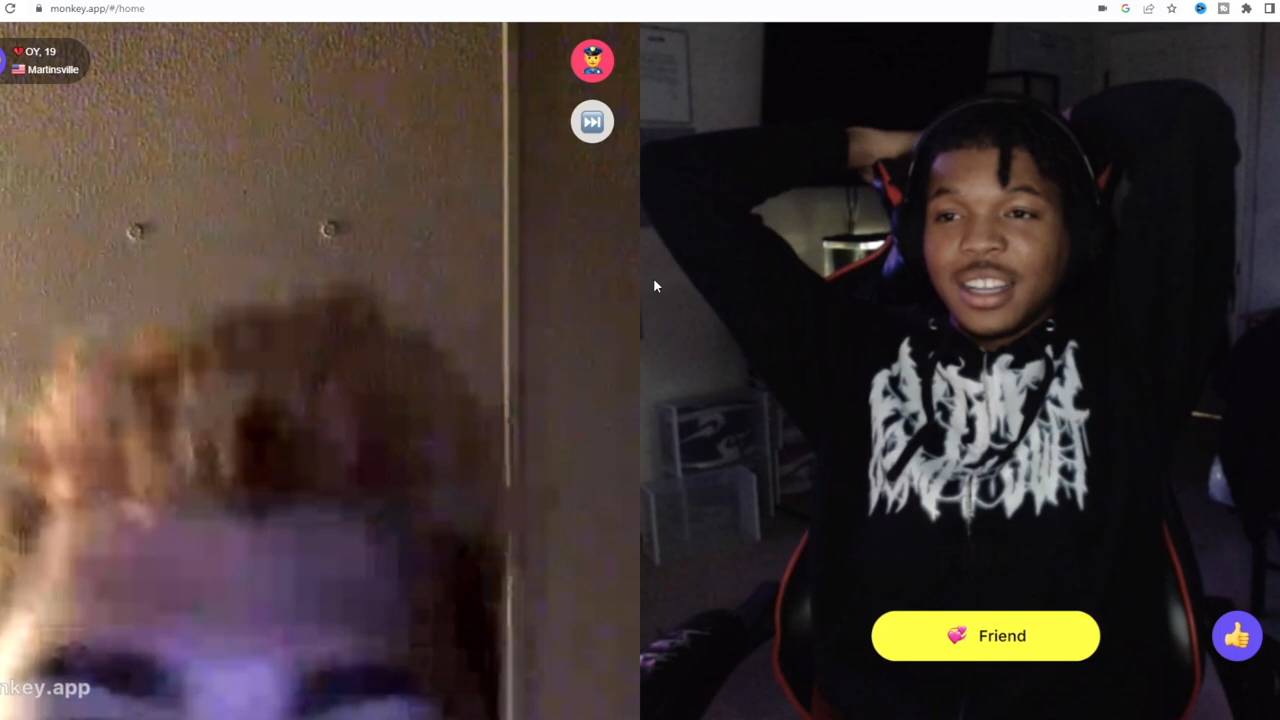 monkey.app/#/home
OY, 19
Martinsville
Friend
nkey.app